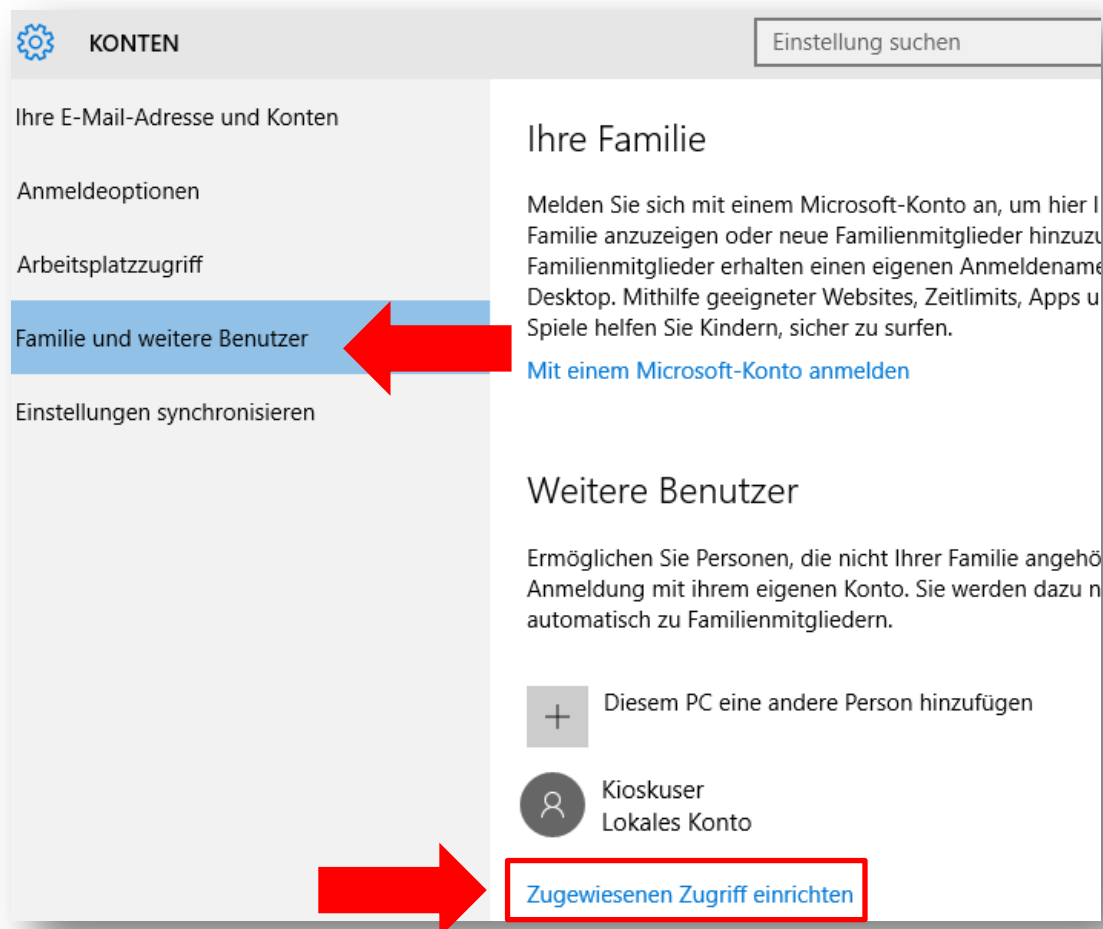 KONTEN
Einstellung suchen
Ihre E-Mail-Adresse und Konten
Anmeldeoptionen
Arbeitsplatzzugriff
Familie und weitere Benutzer
Einstellungen synchronisieren
Ihre Familie
Melden Sie sich mit einem Microsoft-Konto an, um hier
Familie anzuzeigen oder neue Familienmitglieder
Familienmitglieder erhalten einen eigenen
Desktop. Mithilfe geeigneter Websites, Zeitlimits, Apps
Spiele helfen Sie Kindern, sicher zu surfen.
Mit einem Microsoft-Konto anmelden
Weitere Benutzer
Ermöglichen Sie Personen, die nicht Ihrer Familie
Anmeldung mit ihrem eigenen Konto. Sie werden dazu
automatisch zu Familienmitgliedern.
Diesem PC eine andere Person hinzufügen
Kioskuser
Lokales Konto
Zugewiesenen Zugriff einrichten